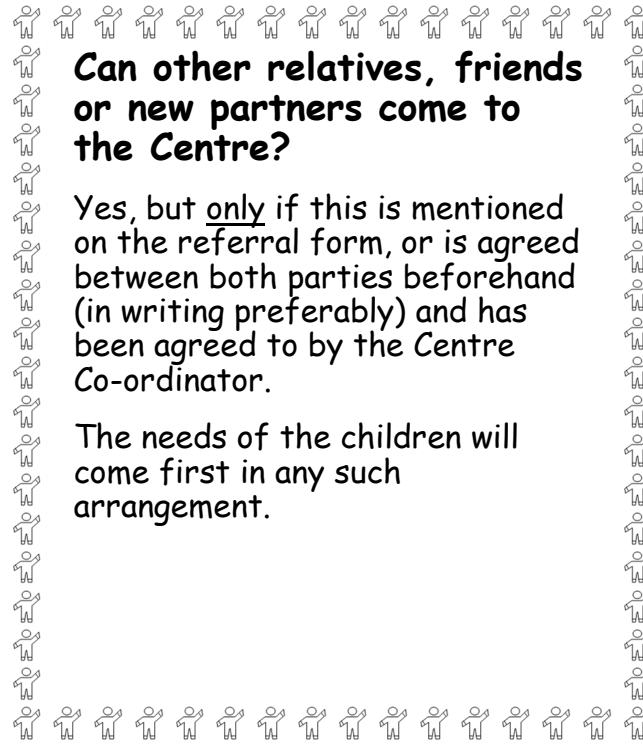 Can other relatives, friends
or new partners come to
the Centre?
Yes, but only if this is mentioned
on the referral form, or is agreed
between both parties beforehand
(in writing preferably) and has
been agreed to by the Centre
Co-ordinator.
The needs of the children will
come first in any such
arrangement.